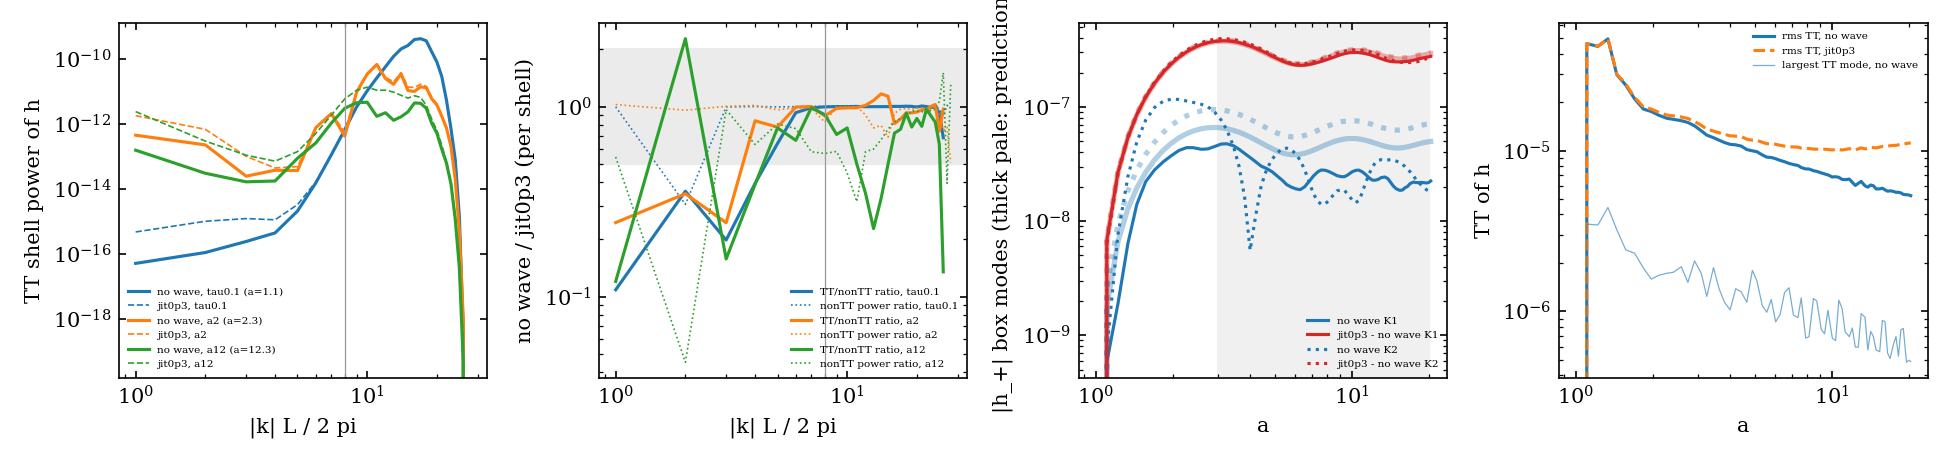 TT shell power of h
10^-10
10^-12
10^-14
10^-16
10^-18
no wave, tau0.1 (a=1.1)
jit0p3, tau0.1
no wave, a2 (a=2.3)
jit0p3, a2
no wave, a12 (a=12.3)
jit0p3, a12
10^0
10^1
|k| L / 2 pi
no wave / jit0p3 (per shell)
10^0
10^-1
TT/nonTT ratio, tau0.1
nonTT power ratio, tau0.1
TT/nonTT ratio, a2
nonTT power ratio, a2
TT/nonTT ratio, a12
nonTT power ratio, a12
10^0
10^1
|k| L / 2 pi
|h_+| box modes (thick pale: prediction
10^-7
10^-8
10^-9
no wave K1
jit0p3 - no wave K1
no wave K2
jit0p3 - no wave K2
10^0
10^1
a
TT of h
10^-5
10^-6
rms TT, no wave
rms TT, jit0p3
largest TT mode, no wave
10^0
10^1
a